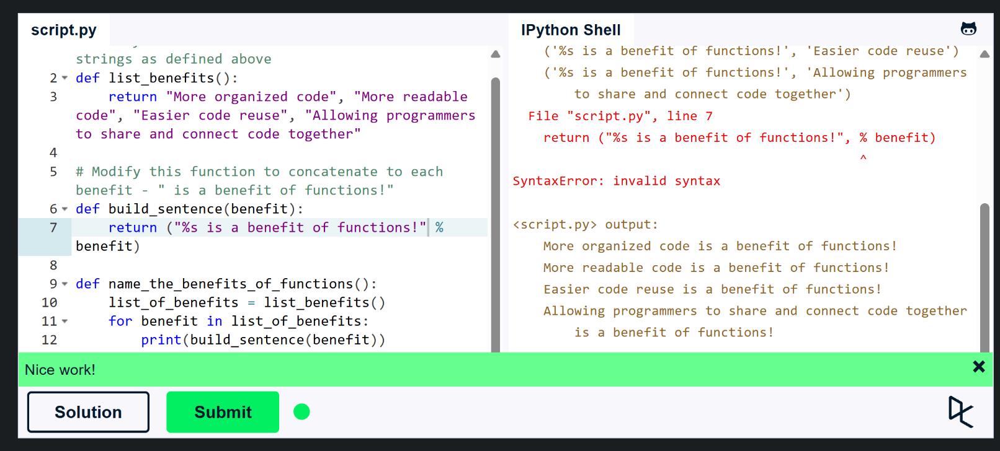 script.py
strings as defined above
2 def list_benefits():
3 return "More organized code", "More readable
code", "Easier code reuse", "Allowing programmers
to share and connect code together"
4
5 # Modify this function to concatenate to each
benefit - " is a benefit of functions!"
6 def build_sentence(benefit):
7 return ("%s is a benefit of functions!" %
benefit)
8
9 def name_the_benefits_of_functions():
10 list_of_benefits = list_benefits()
11 for benefit in list_of_benefits:
12 print(build_sentence(benefit))
IPython Shell
('%s is a benefit of functions!', 'Easier code reuse')
('%s is a benefit of functions!', 'Allowing programmers
to share and connect code together')
File "script.py", line 7
return ("%s is a benefit of functions!", % benefit)
^
SyntaxError: invalid syntax
<script.py> output:
More organized code is a benefit of functions!
More readable code is a benefit of functions!
Easier code reuse is a benefit of functions!
Allowing programmers to share and connect code together
is a benefit of functions!
Nice work!
Solution
Submit